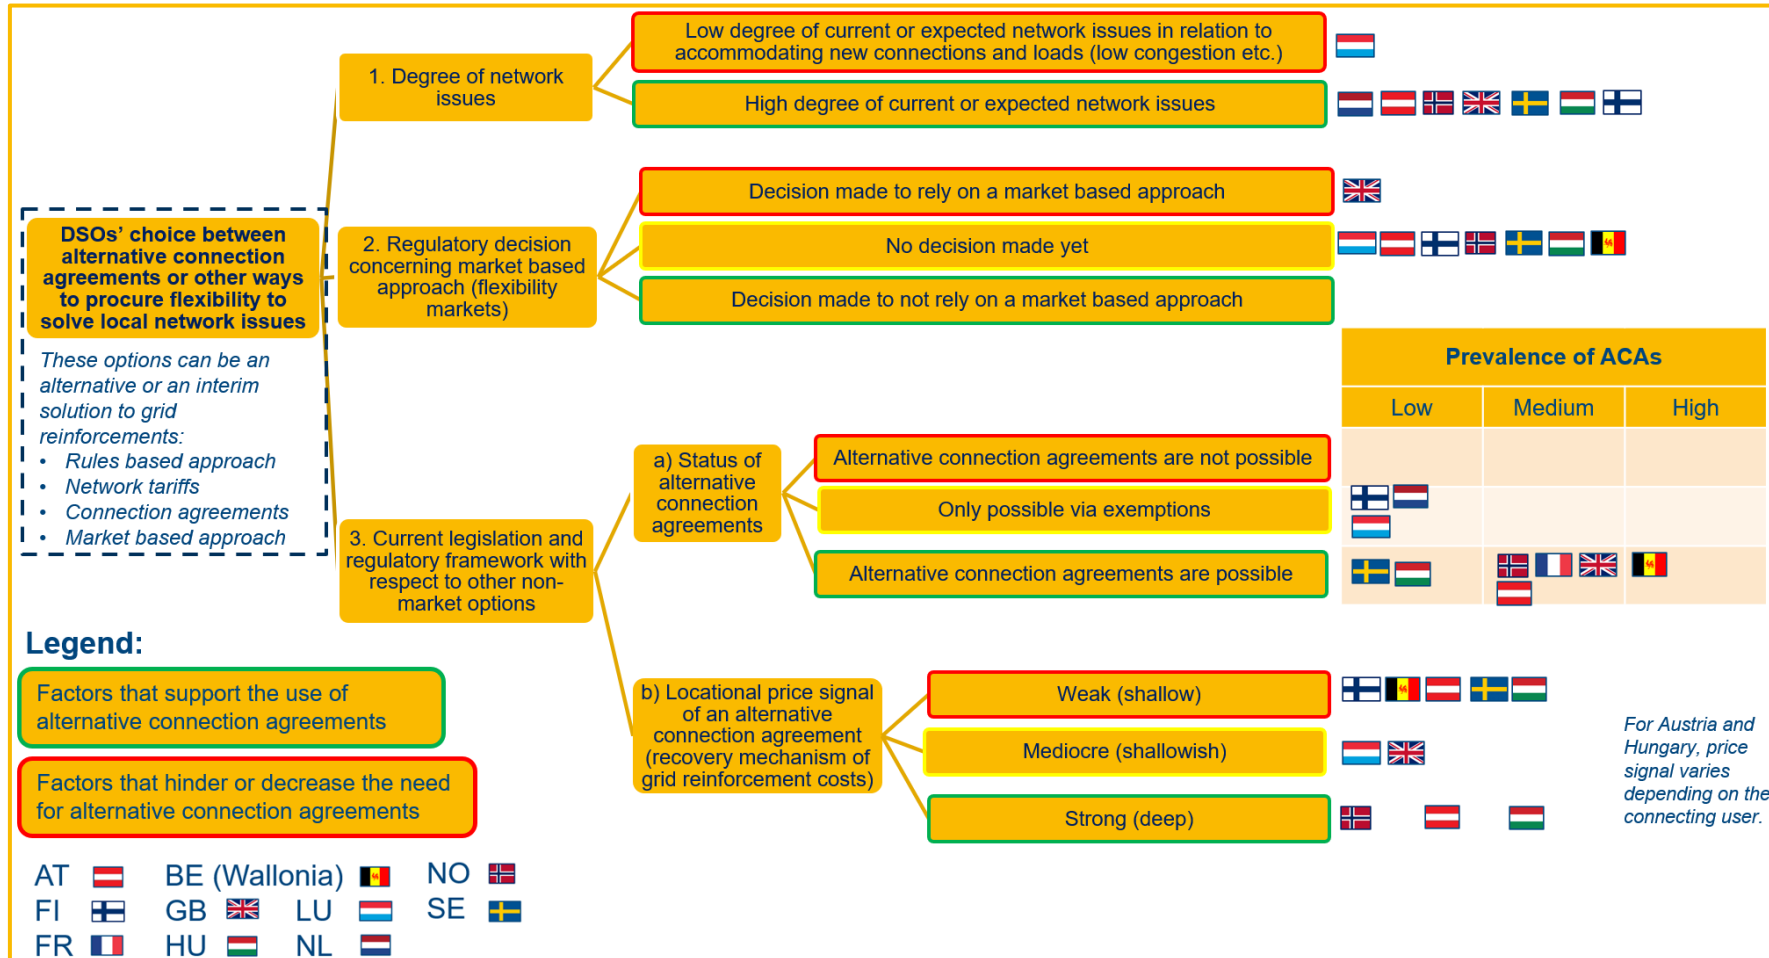 DSOs' choice between
alternative connection
agreements or other ways
to procure flexibility to
solve local network issues
These options can be an
alternative or an interim
solution to grid
reinforcements:
• Rules based approach
• Network tariffs
• Connection agreements
• Market based approach
1. Degree of network
issues
Low degree of current or expected network issues in relation to
accommodating new connections and loads (low congestion etc.)
High degree of current or expected network issues
2. Regulatory decision
concerning market based
approach (flexibility
markets)
Decision made to rely on a market based approach
No decision made yet
Decision made to not rely on a market based approach
3. Current legislation and
regulatory framework with
respect to other non-
market options
a) Status of
alternative
connection
agreements
Alternative connection agreements are not possible
Only possible via exemptions
Alternative connection agreements are possible
Prevalence of ACAs
Low
Medium
High
b) Locational price signal
of an alternative
connection agreement
(recovery mechanism of
grid reinforcement costs)
Weak (shallow)
Mediocre (shallowish)
Strong (deep)
For Austria and
Hungary, price
signal varies
depending on the
connecting user.
Legend:
Factors that support the use of
alternative connection agreements
Factors that hinder or decrease the need
for alternative connection agreements
AT BE (Wallonia) NO
FI GB LU SE
FR HU NL